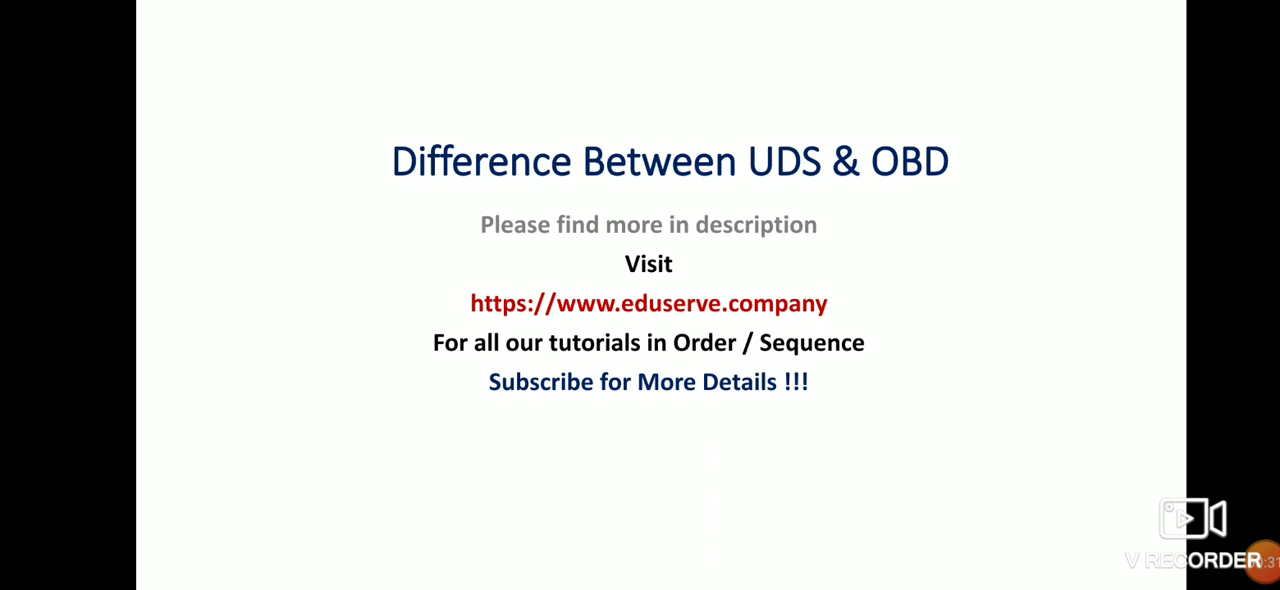 Difference Between UDS & OBD
Please find more in description
Visit
https://www.eduserve.company
For all our tutorials in Order / Sequence
Subscribe for More Details !!!
V RECORDER